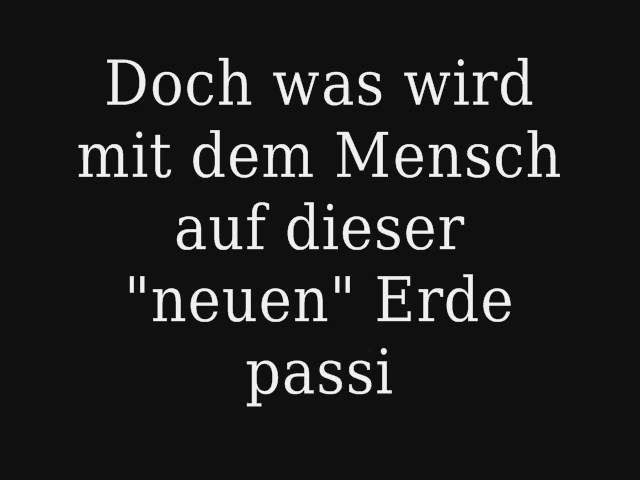 Doch was wird
mit dem Mensch
auf dieser
"neuen" Erde
passi